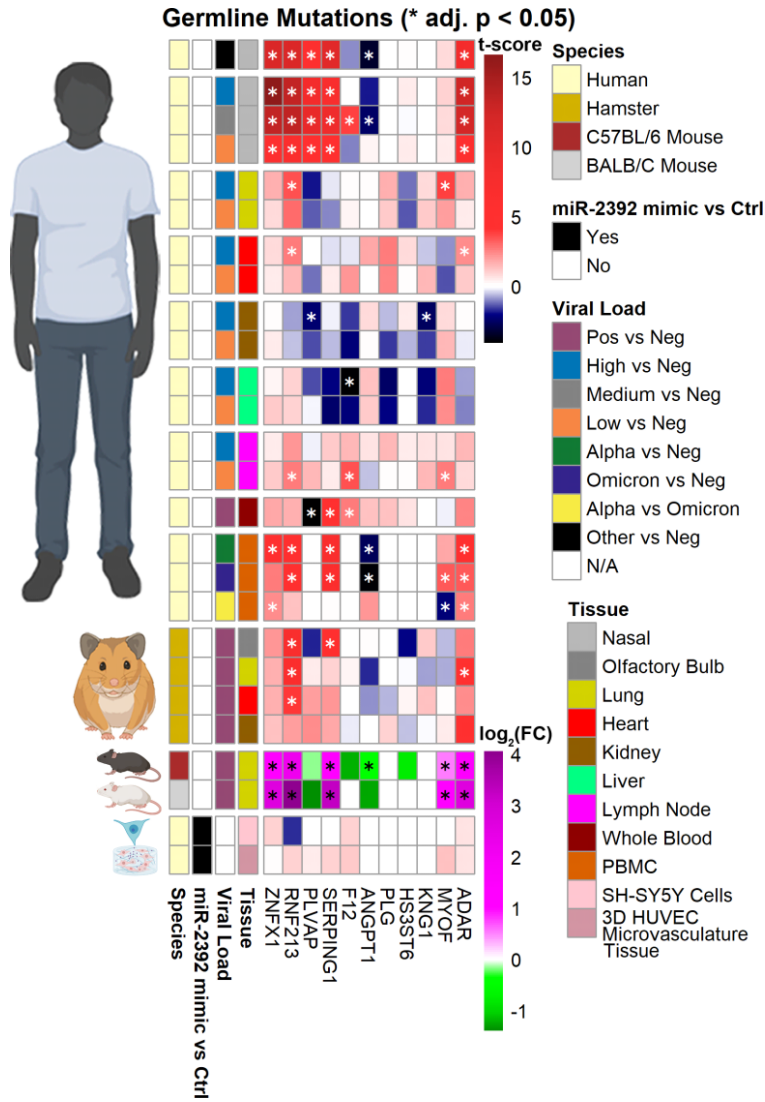 Germline Mutations (* adj. p < 0.05)
t-score
15
10
5
0
Species
Human
Hamster
C57BL/6 Mouse
BALB/C Mouse
miR-2392 mimic vs Ctrl
Yes
No
Viral Load
Pos vs Neg
High vs Neg
Medium vs Neg
Low vs Neg
Alpha vs Neg
Omicron vs Neg
Alpha vs Omicron
Other vs Neg
N/A
Tissue
Nasal
Olfactory Bulb
Lung
Heart
Kidney
Liver
Lymph Node
Whole Blood
PBMC
SH-SY5Y Cells
3D HUVEC
Microvasculature
Tissue
log2(FC)
4
3
2
1
0
-1
Species
miR-2392 mimic vs Ctrl
Viral Load
Tissue
ZNFX1
RNF213
PLVAP
SERPING1
F12
ANGPT1
PLG
HS3ST6
KNG1
MYOF
ADAR